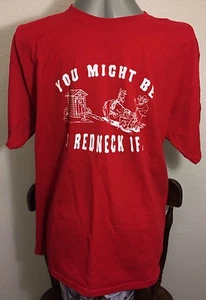 YOU MIGHT BE
A REDNECK IF.